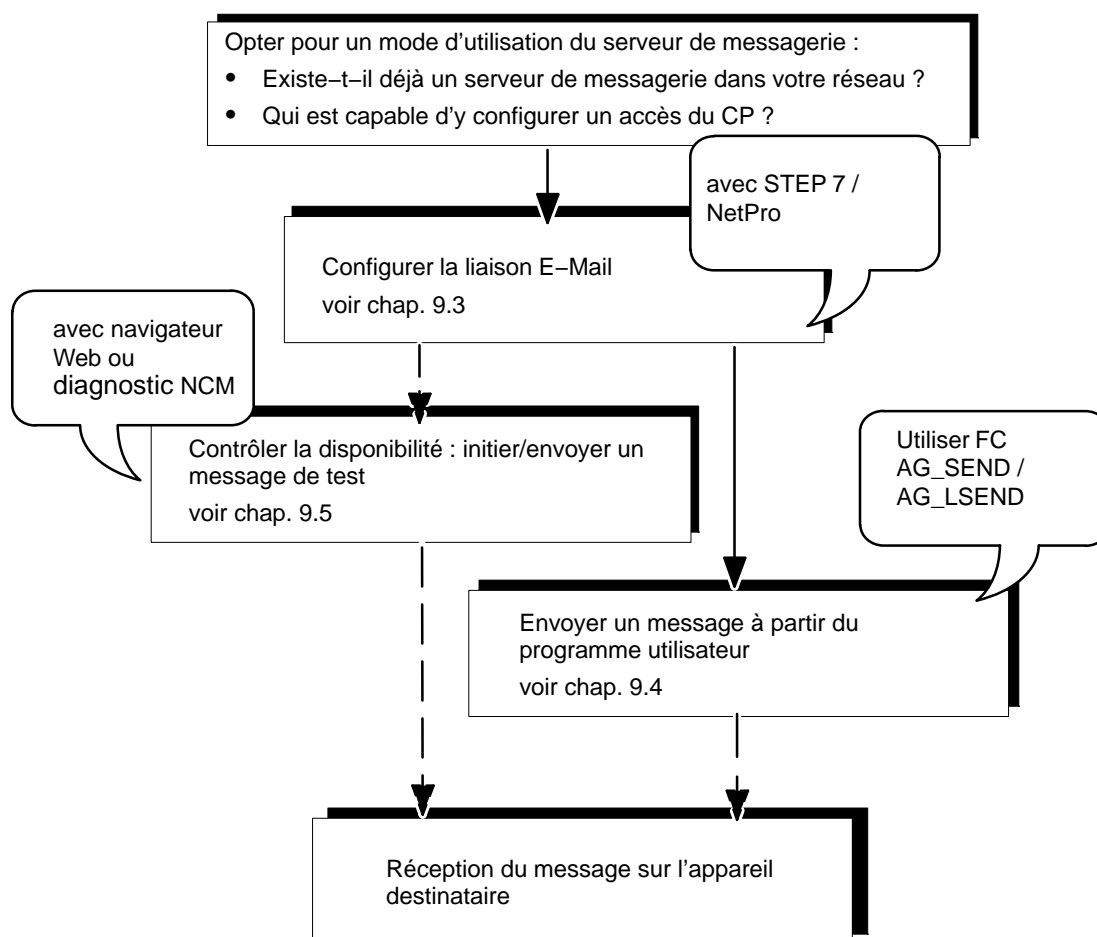 Opter pour un mode d’utilisation du serveur de messagerie :
• Existe–t–il déjà un serveur de messagerie dans votre réseau ?
• Qui est capable d’y configurer un accès du CP ?
avec STEP 7 /
NetPro
Configurer la liaison E–Mail
voir chap. 9.3
avec navigateur
Web ou
diagnostic NCM
Contrôler la disponibilité : initier/envoyer un
message de test
voir chap. 9.5
Utiliser FC
AG_SEND /
AG_LSEND
Envoyer un message à partir du
programme utilisateur
voir chap. 9.4
Réception du message sur l’appareil
destinataire